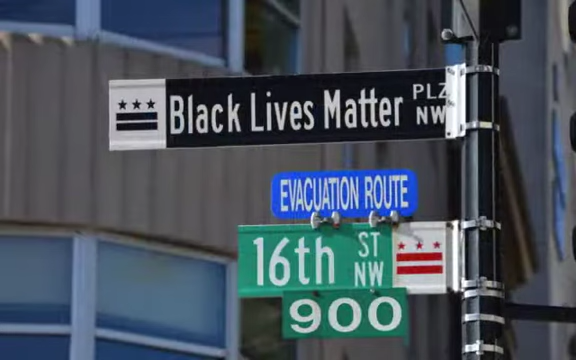 Black Lives Matter PLZ NW
EVACUATION ROUTE
16th ST NW
900